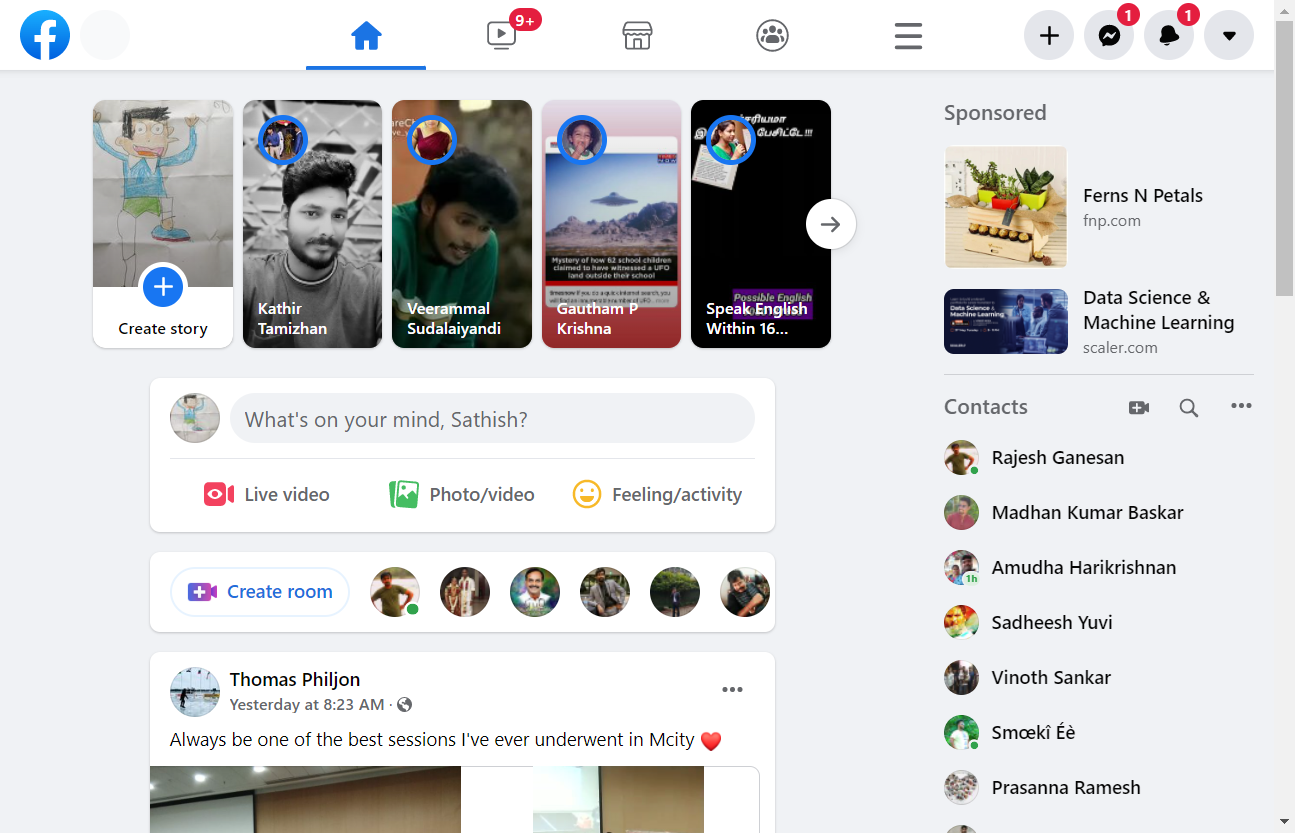 9+
1
1
Create story
Kathir
Tamizhan
Veerammal
Sudalaiyandi
Mystery of how 62 school children
claimed to have witnessed a UFO
land outside their school
Gautham P
Krishna
பேசிட்டே !!!
Possible English
Speak English
Within 16...
Sponsored
Ferns N Petals
fnp.com
Data Science &
Machine Learning
Data Science &
Machine Learning
scaler.com
What's on your mind, Sathish?
Live video
Photo/video
Feeling/activity
Create room
Contacts
Rajesh Ganesan
Madhan Kumar Baskar
Amudha Harikrishnan
1h
Sadheesh Yuvi
Vinoth Sankar
Smœkî Éè
Prasanna Ramesh
Thomas Philjon
Yesterday at 8:23 AM ·
Always be one of the best sessions I've ever underwent in Mcity ❤️